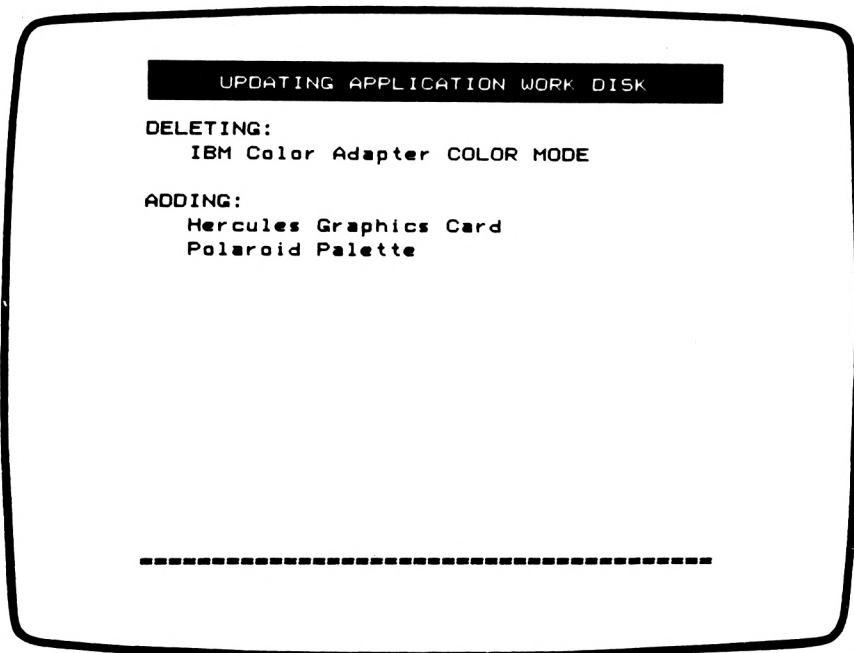 UPDATING APPLICATION WORK DISK
DELETING:
IBM Color Adapter COLOR MODE
ADDING:
Hercules Graphics Card
Polaroid Palette